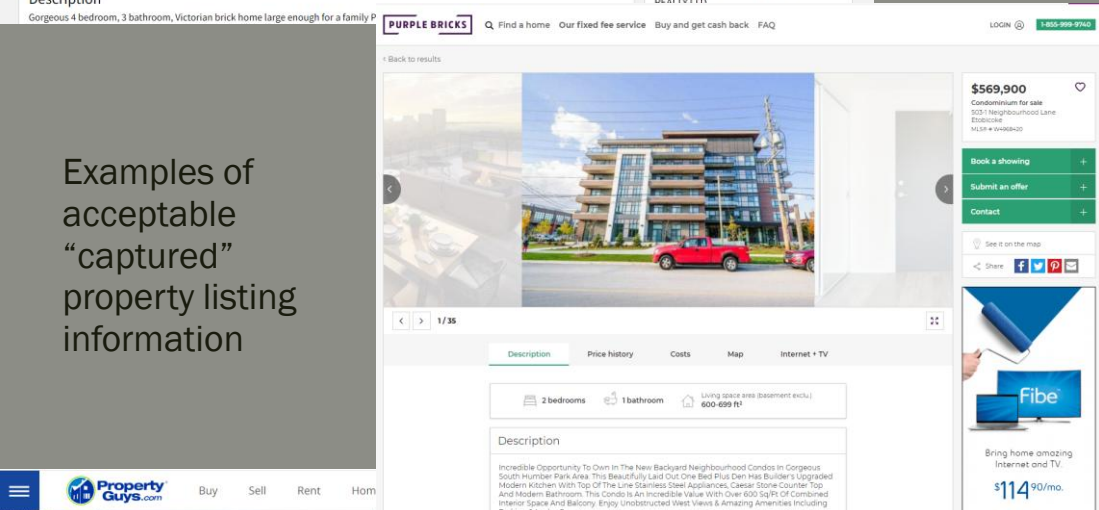 Description
Gorgeous 4 bedroom, 3 bathroom, Victorian brick home large enough for a family
REALTY LTD
PURPLE BRICKS
Find a home Our fixed fee service Buy and get cash back FAQ
LOGIN
1-855-999-9740
‹ Back to results
Examples of
acceptable
“captured”
property listing
information
$569,900
Condominium for sale
503-1 Neighbourhood Lane
Etobicoke
MLS® # W4968420
Book a showing +
Submit an offer +
Contact +
See it on the map
Share
< > 1/35
Description Price history Costs Map Internet + TV
2 bedrooms 1 bathroom Living space area (basement exclu.)
600-699 ft²
Description
Incredible Opportunity To Own In The New Backyard Neighbourhood Condos In Gorgeous
South Humber Park Area. This Beautifully Laid Out One Bed Plus Den Has Builder's Upgraded
Modern Kitchen With Top Of The Line Stainless Steel Appliances, Caesar Stone Counter Top
And Modern Bathroom. This Condo Is An Incredible Value With Over 600 Sq/Ft Of Combined
Interior Space And Balcony. Enjoy Unobstructed West Views & Amazing Amenities Including
Fibe
Bring home amazing
Internet and TV.
$114 90/mo.
Property
Guys.com
Buy Sell Rent Hom